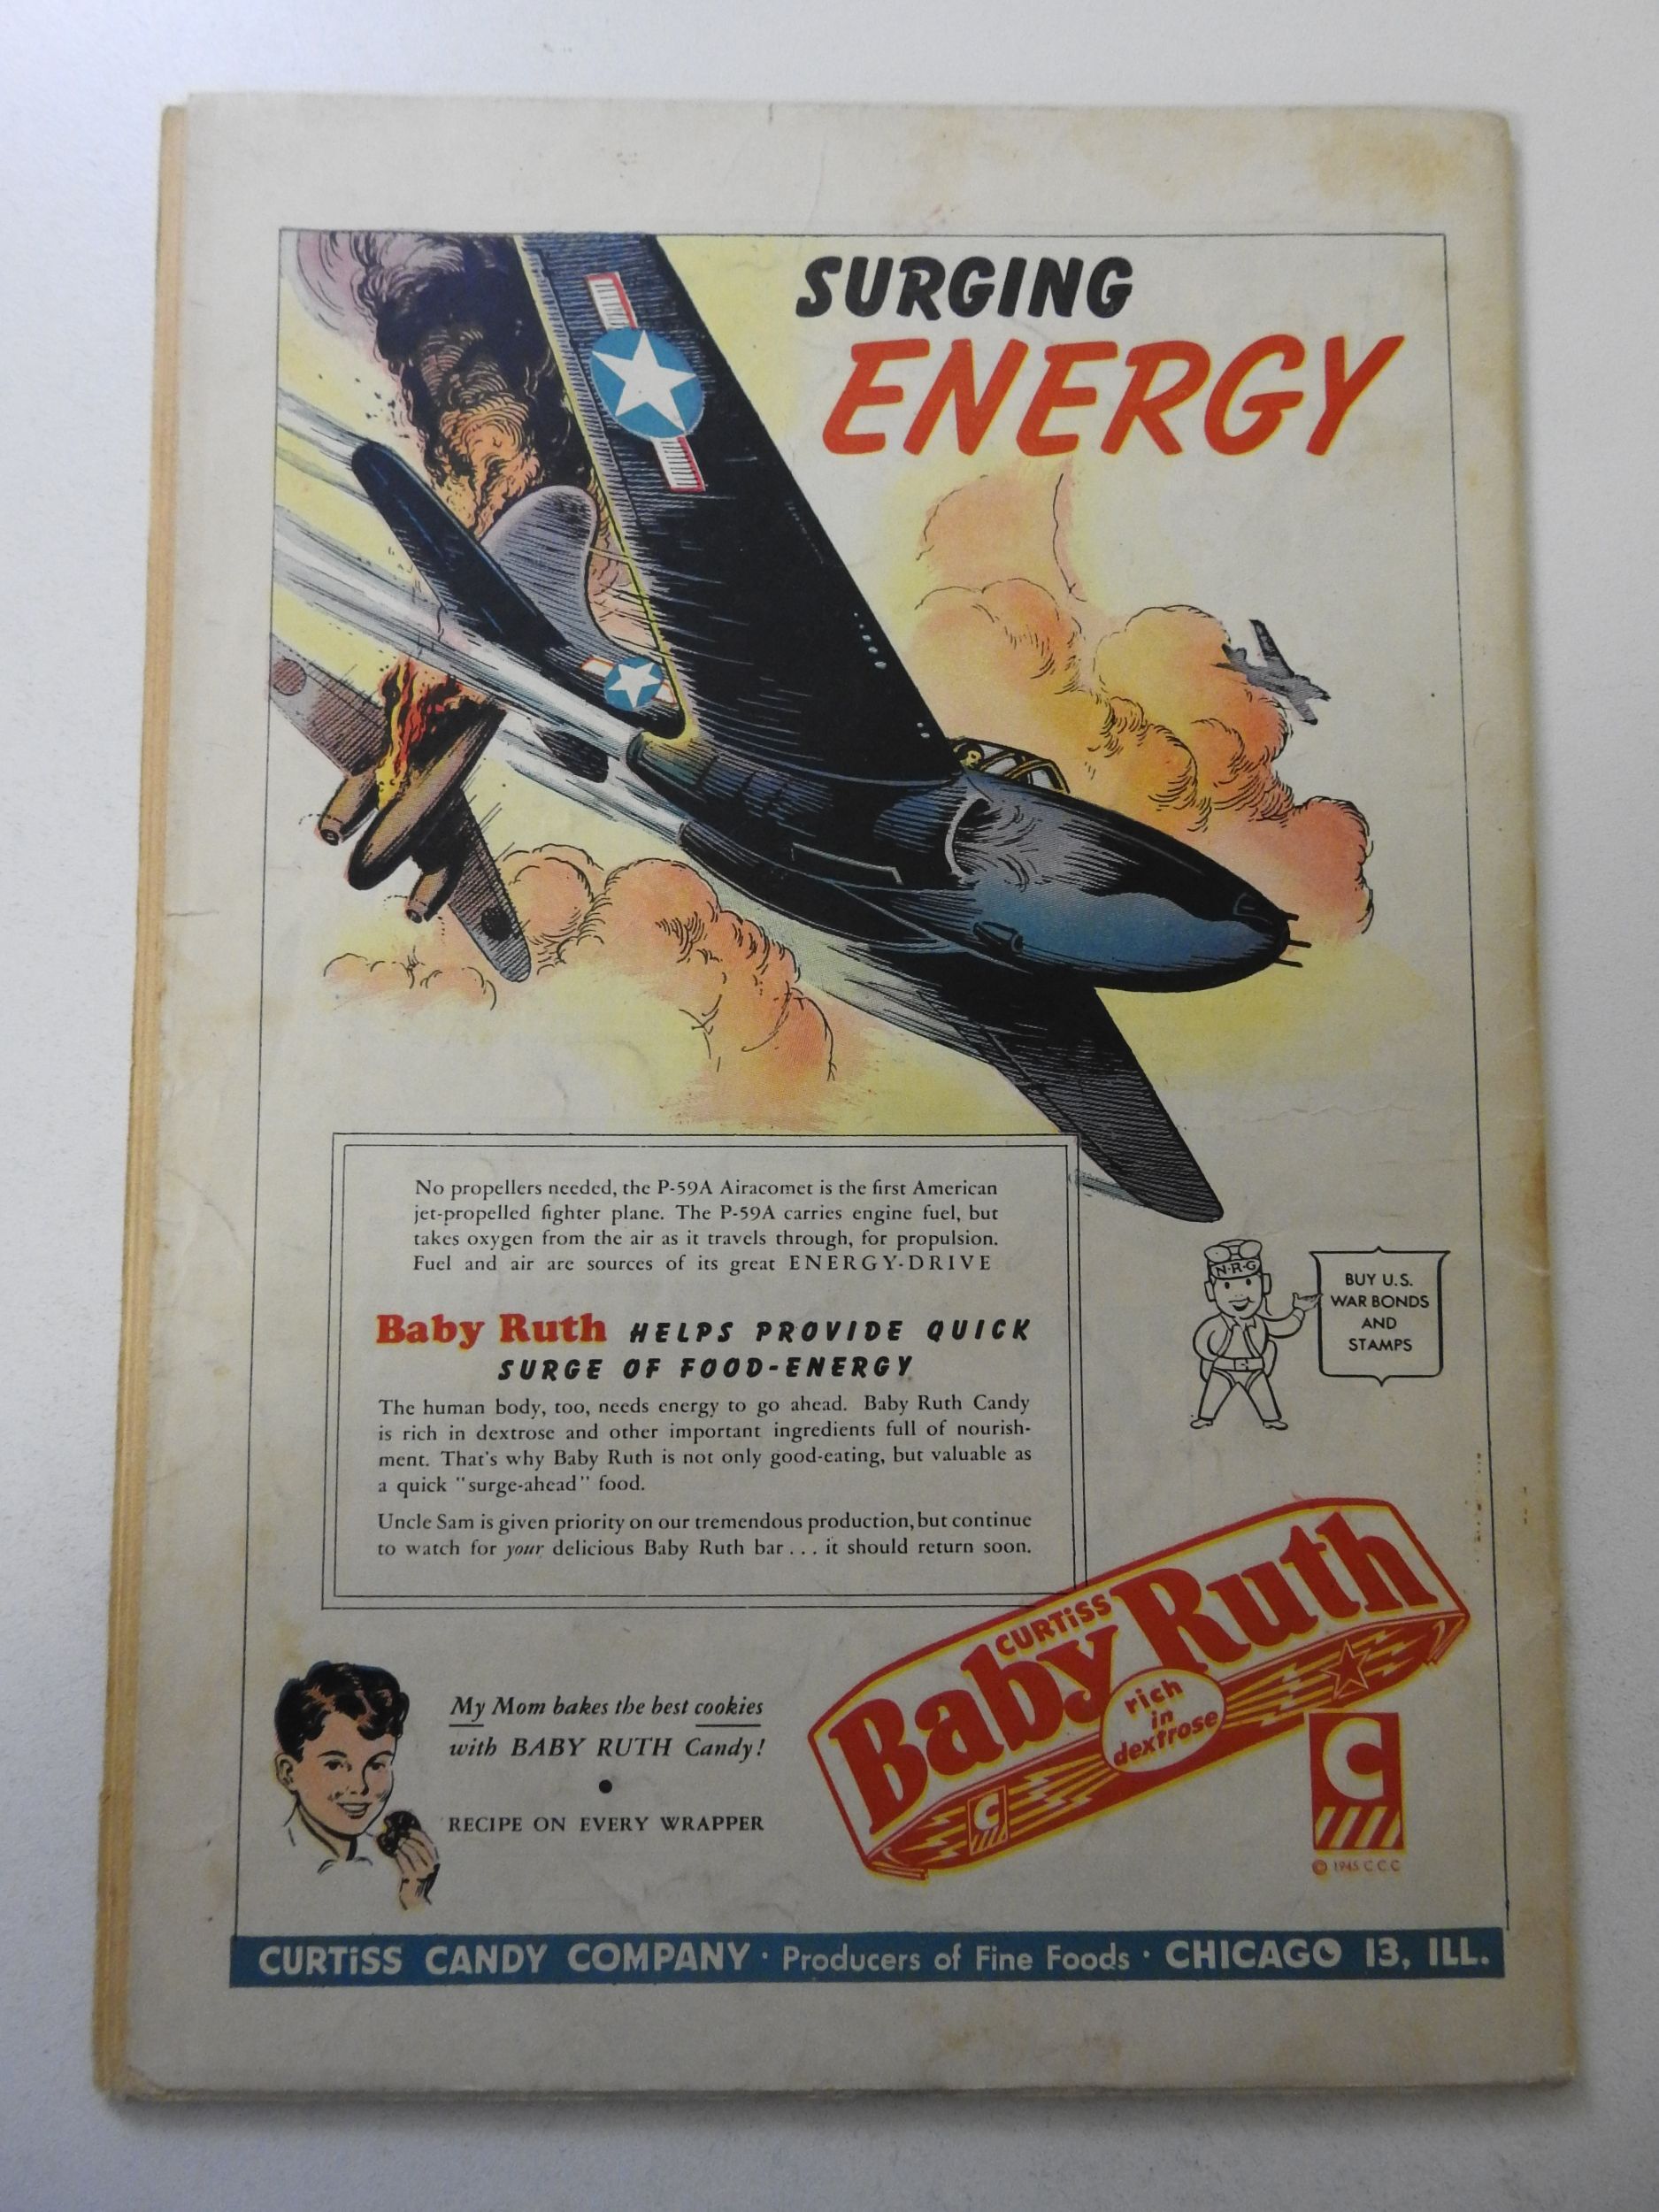 SURGING
ENERGY
No propellers needed, the P-59A Airacomet is the first American
jet-propelled fighter plane. The P-59A carries engine fuel, but
takes oxygen from the air as it travels through, for propulsion.
Fuel and air are sources of its great ENERGY-DRIVE
Baby Ruth HELPS PROVIDE QUICK
SURGE OF FOOD-ENERGY
The human body, too, needs energy to go ahead. Baby Ruth Candy
is rich in dextrose and other important ingredients full of nourish-
ment. That's why Baby Ruth is not only good-eating, but valuable as
a quick "surge-ahead" food.
Uncle Sam is given priority on our tremendous production, but continue
to watch for your delicious Baby Ruth bar... it should return soon.
N-R-G
BUY U.S.
WAR BONDS
AND
STAMPS
My Mom bakes the best cookies
with BABY RUTH Candy!
•
RECIPE ON EVERY WRAPPER
CURTiSS
Baby Ruth
rich
in
dextrose
C
C
© 1945 C.C.C
CURTiSS CANDY COMPANY · Producers of Fine Foods · CHICAGO 13, ILL.